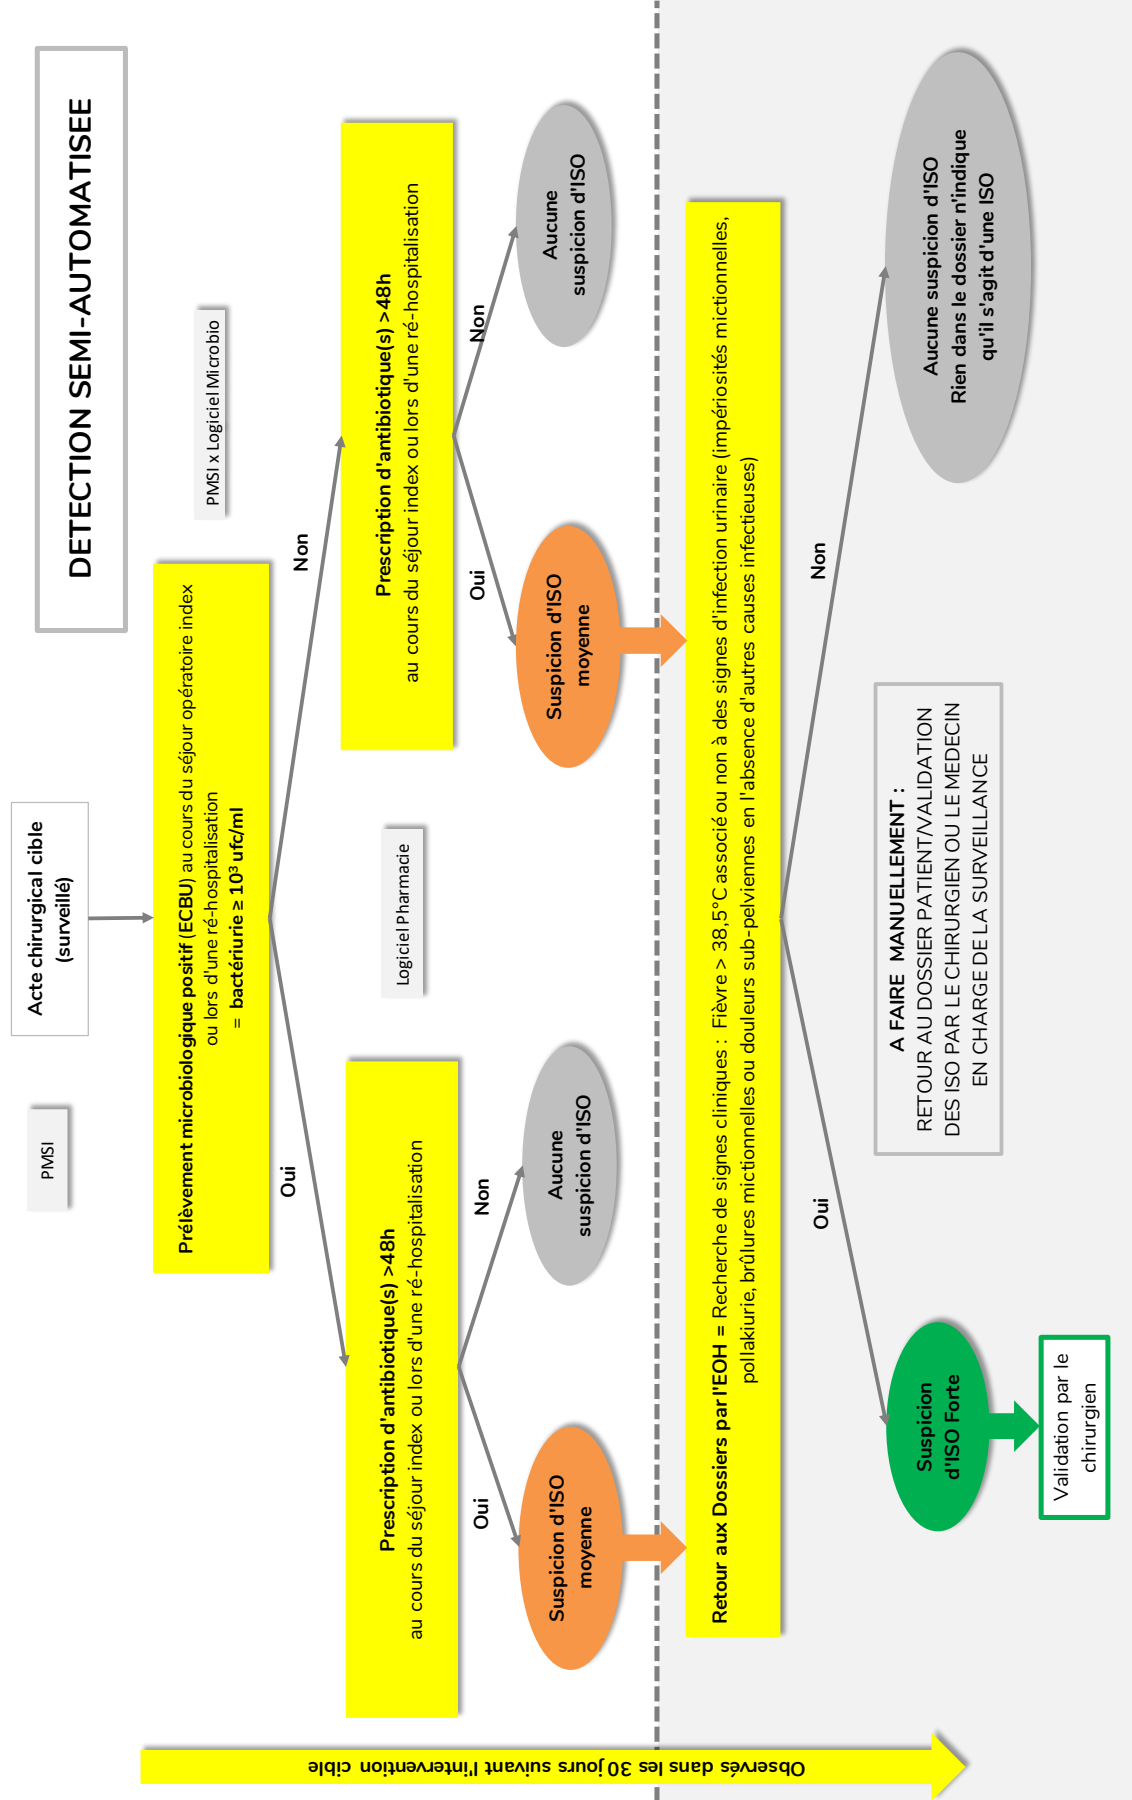 PMSI
Acte chirurgical cible
(surveillé)
DETECTION SEMI-AUTOMATISEE
Prélèvement microbiologique positif (ECBU) au cours du séjour opératoire index
ou lors d'une ré-hospitalisation
= bactériurie ≥ 10³ ufc/ml
PMSI x Logiciel Microbio
Oui
Non
Prescription d'antibiotique(s) >48h
au cours du séjour index ou lors d'une ré-hospitalisation
Logiciel Pharmacie
Prescription d'antibiotique(s) >48h
au cours du séjour index ou lors d'une ré-hospitalisation
Oui
Non
Oui
Non
Suspicion d'ISO
moyenne
Aucune
suspicion d'ISO
Suspicion d'ISO
moyenne
Aucune
suspicion d'ISO
Observés dans les 30 jours suivant l'intervention cible
Retour aux Dossiers par l'EOH = Recherche de signes cliniques : Fièvre > 38,5°C associé ou non à des signes d'infection urinaire (impériosités mictionnelles,
pollakiurie, brûlures mictionnelles ou douleurs sub-pelviennes en l'absence d'autres causes infectieuses)
Oui
Non
A FAIRE MANUELLEMENT :
RETOUR AU DOSSIER PATIENT/VALIDATION
DES ISO PAR LE CHIRURGIEN OU LE MEDECIN
EN CHARGE DE LA SURVEILLANCE
Suspicion
d'ISO Forte
Aucune suspicion d'ISO
Rien dans le dossier n'indique
qu'il s'agit d'une ISO
Validation par le
chirurgien